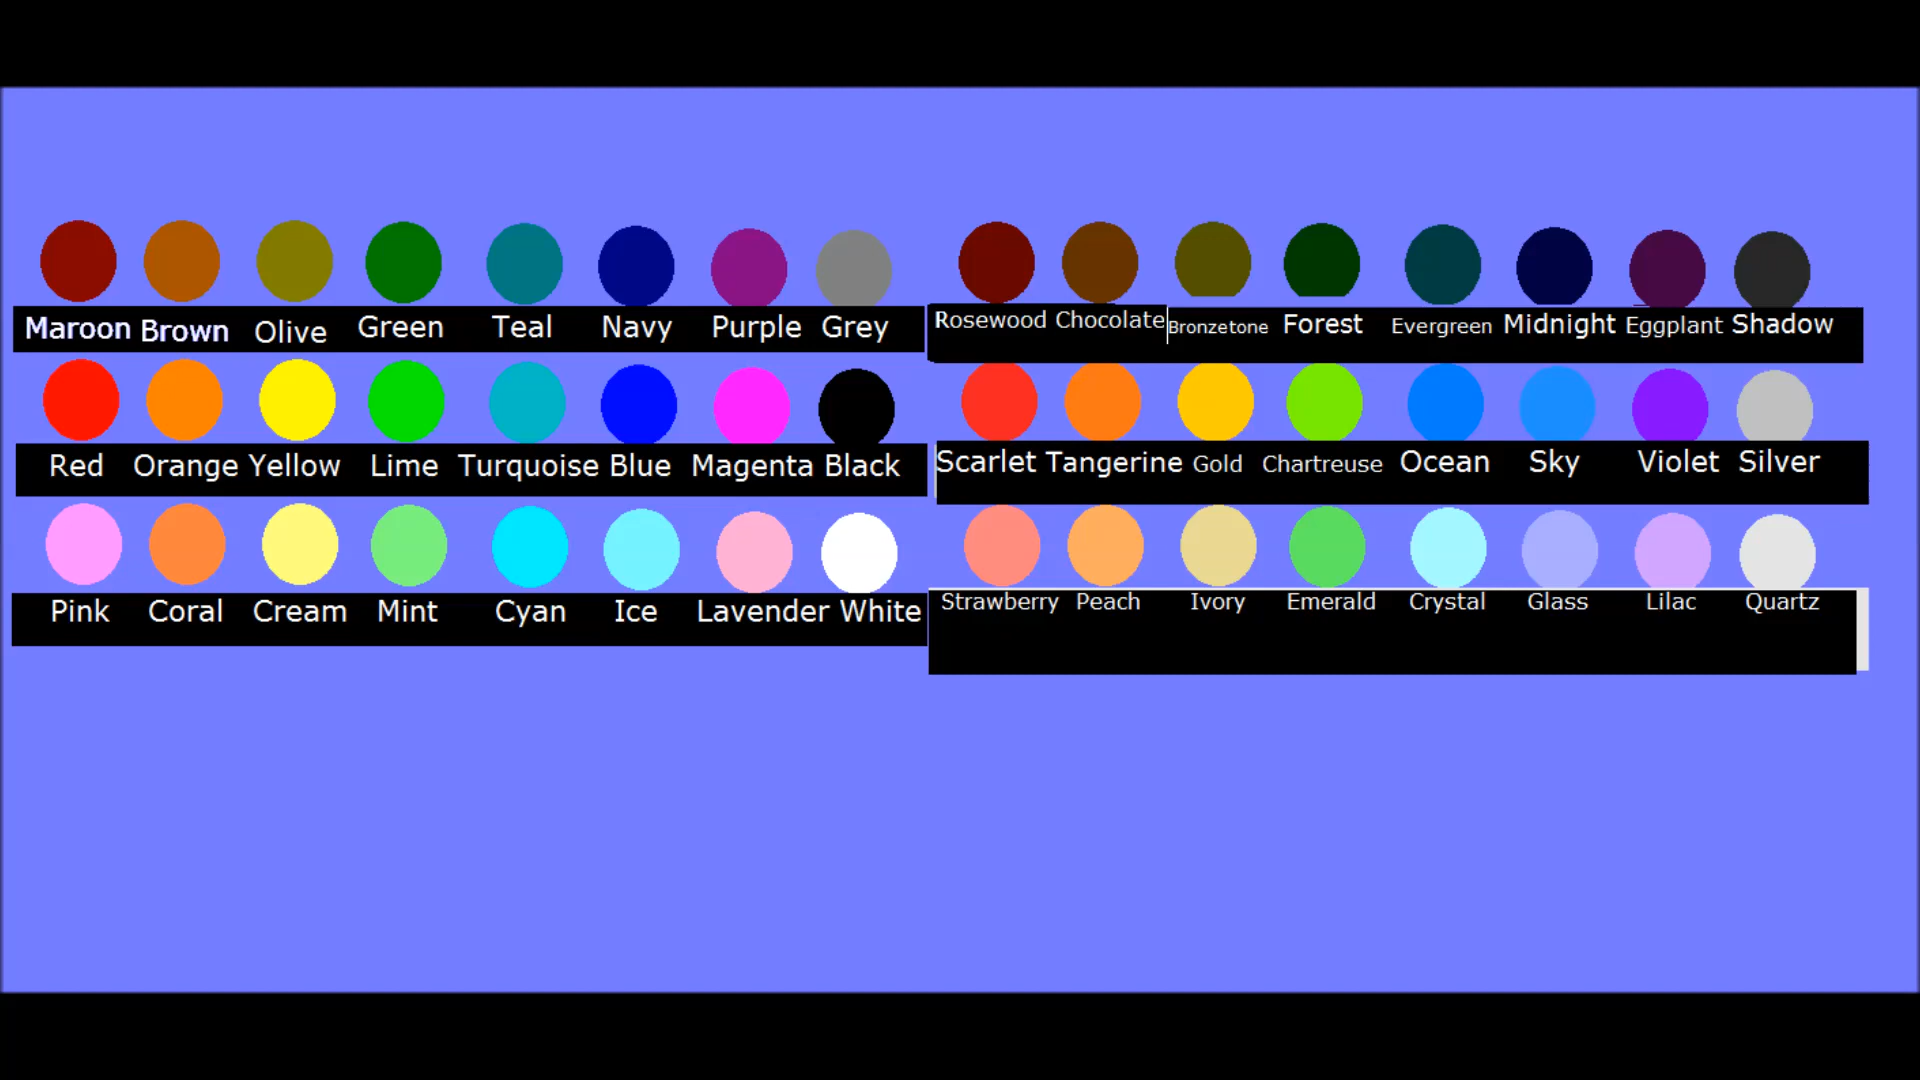 Maroon Brown Olive Green Teal Navy Purple Grey
Rosewood Chocolate Bronzetone Forest Evergreen Midnight Eggplant Shadow
Red Orange Yellow Lime Turquoise Blue Magenta Black
Scarlet Tangerine Gold Chartreuse Ocean Sky Violet Silver
Pink Coral Cream Mint Cyan Ice Lavender White
Strawberry Peach Ivory Emerald Crystal Glass Lilac Quartz